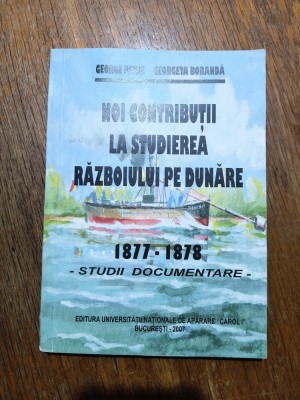 GEORGE GEORGETA BORANDĂ
NOI CONTRIBUȚII
LA STUDIEREA
RĂZBOIULUI PE DUNĂRE
1877 - 1878
- STUDII DOCUMENTARE -
EDITURA UNIVERSITĂȚII NAȚIONALE DE APĂRARE "CAROL I"
BUCUREȘTI - 2007